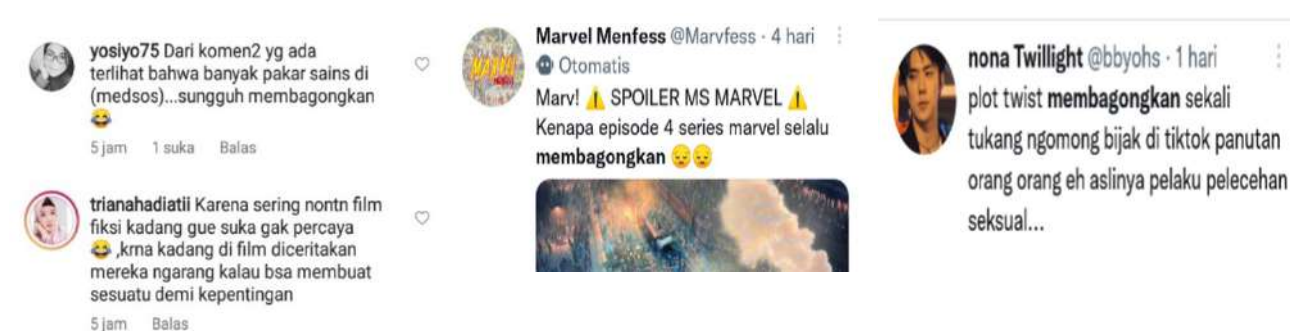 yosiyo75 Dari komen2 yg ada
terlihat bahwa banyak pakar sains di
(medsos)...sungguh membagongkan
😂
5 jam 1 suka Balas
trianahadiatii Karena sering nontn film
fiksi kadang gue suka gak percaya
😂 ,krna kadang di film diceritakan
mereka ngarang kalau bsa membuat
sesuatu demi kepentingan
5 jam Balas
Marvel Menfess @Marvfess · 4 hari
Otomatis
Marv! ⚠️ SPOILER MS MARVEL ⚠️
Kenapa episode 4 series marvel selalu
membagongkan 😔😔
nona Twillight @bbyohs · 1 hari
plot twist membagongkan sekali
tukang ngomong bijak di tiktok panutan
orang orang eh aslinya pelaku pelecehan
seksual...